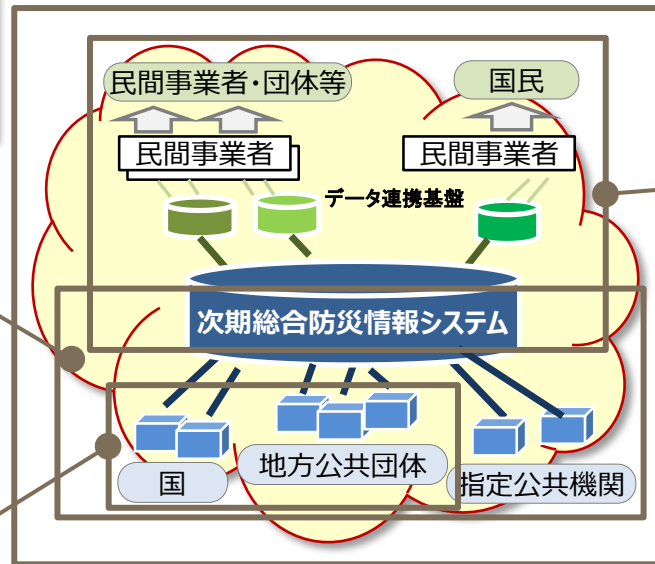 民間事業者・団体等
国民
民間事業者
民間事業者
データ連携基盤
次期総合防災情報システム
国
地方公共団体
指定公共機関